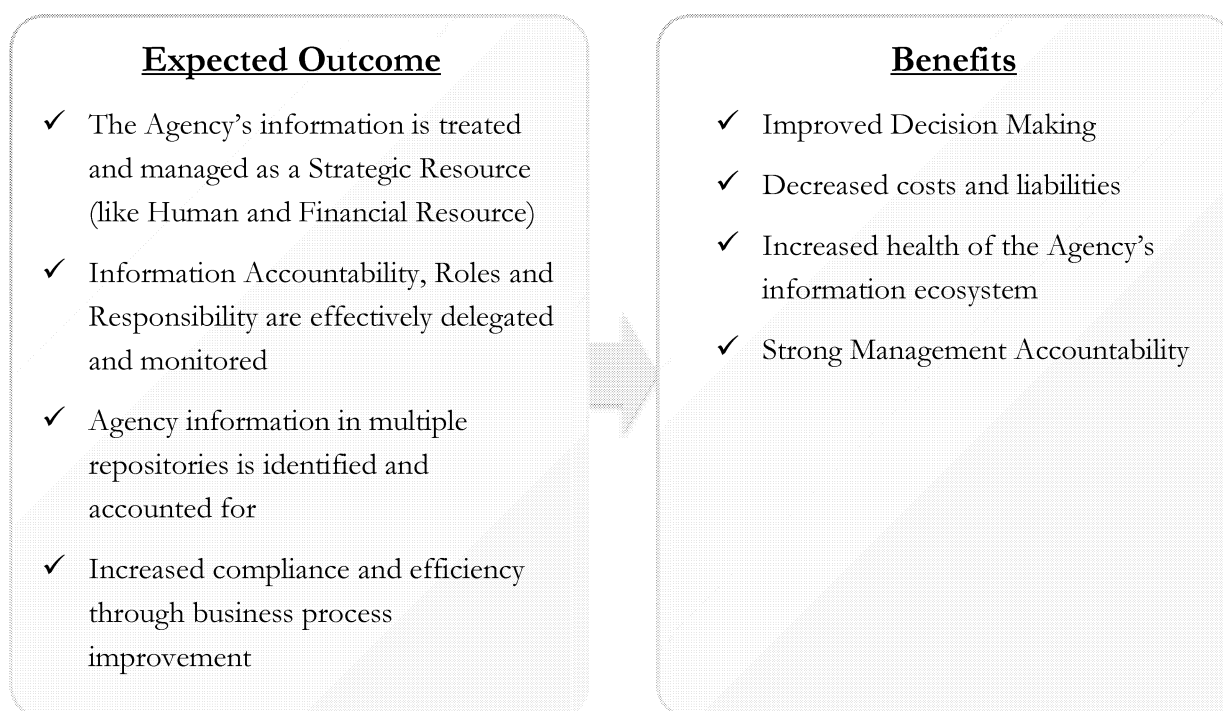 Expected Outcome
✓ The Agency’s information is treated
and managed as a Strategic Resource
(like Human and Financial Resource)
✓ Information Accountability, Roles and
Responsibility are effectively delegated
and monitored
✓ Agency information in multiple
repositories is identified and
accounted for
✓ Increased compliance and efficiency
through business process
improvement
Benefits
✓ Improved Decision Making
✓ Decreased costs and liabilities
✓ Increased health of the Agency’s
information ecosystem
✓ Strong Management Accountability